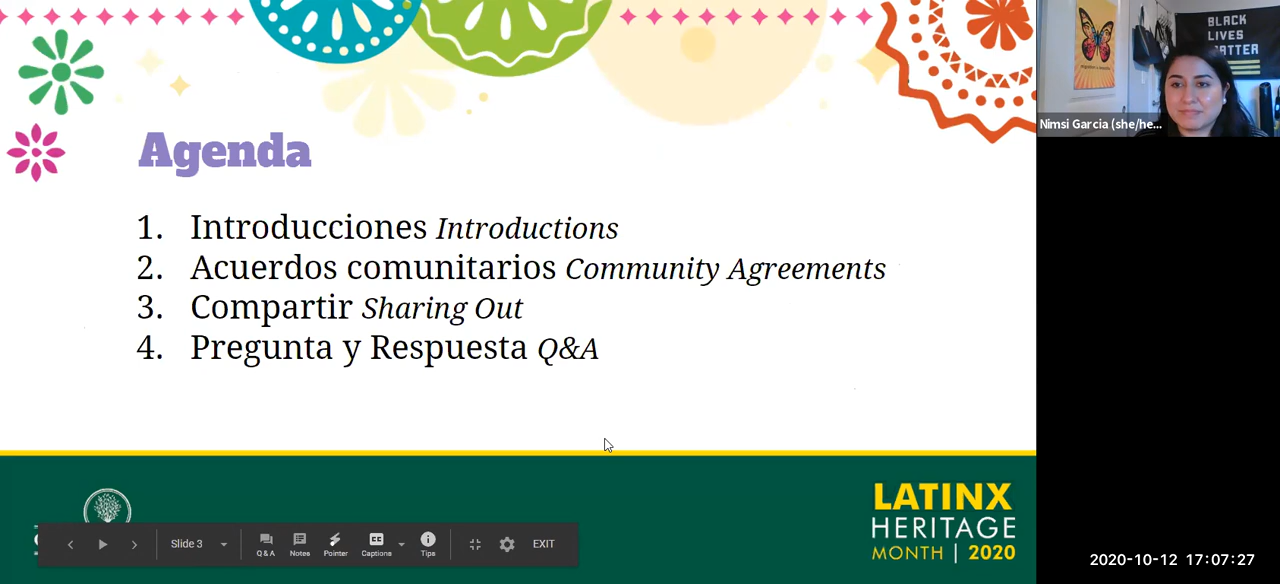 Agenda
1. Introducciones Introductions
2. Acuerdos comunitarios Community Agreements
3. Compartir Sharing Out
4. Pregunta y Respuesta Q&A
LATINX
HERITAGE
MONTH | 2020
Slide 3
Q&A
Notes
Pointer
Captions
Tips
EXIT
BLACK
LIVES
MATTER
Nimsi Garcia (she/he...
2020-10-12 17:07:27